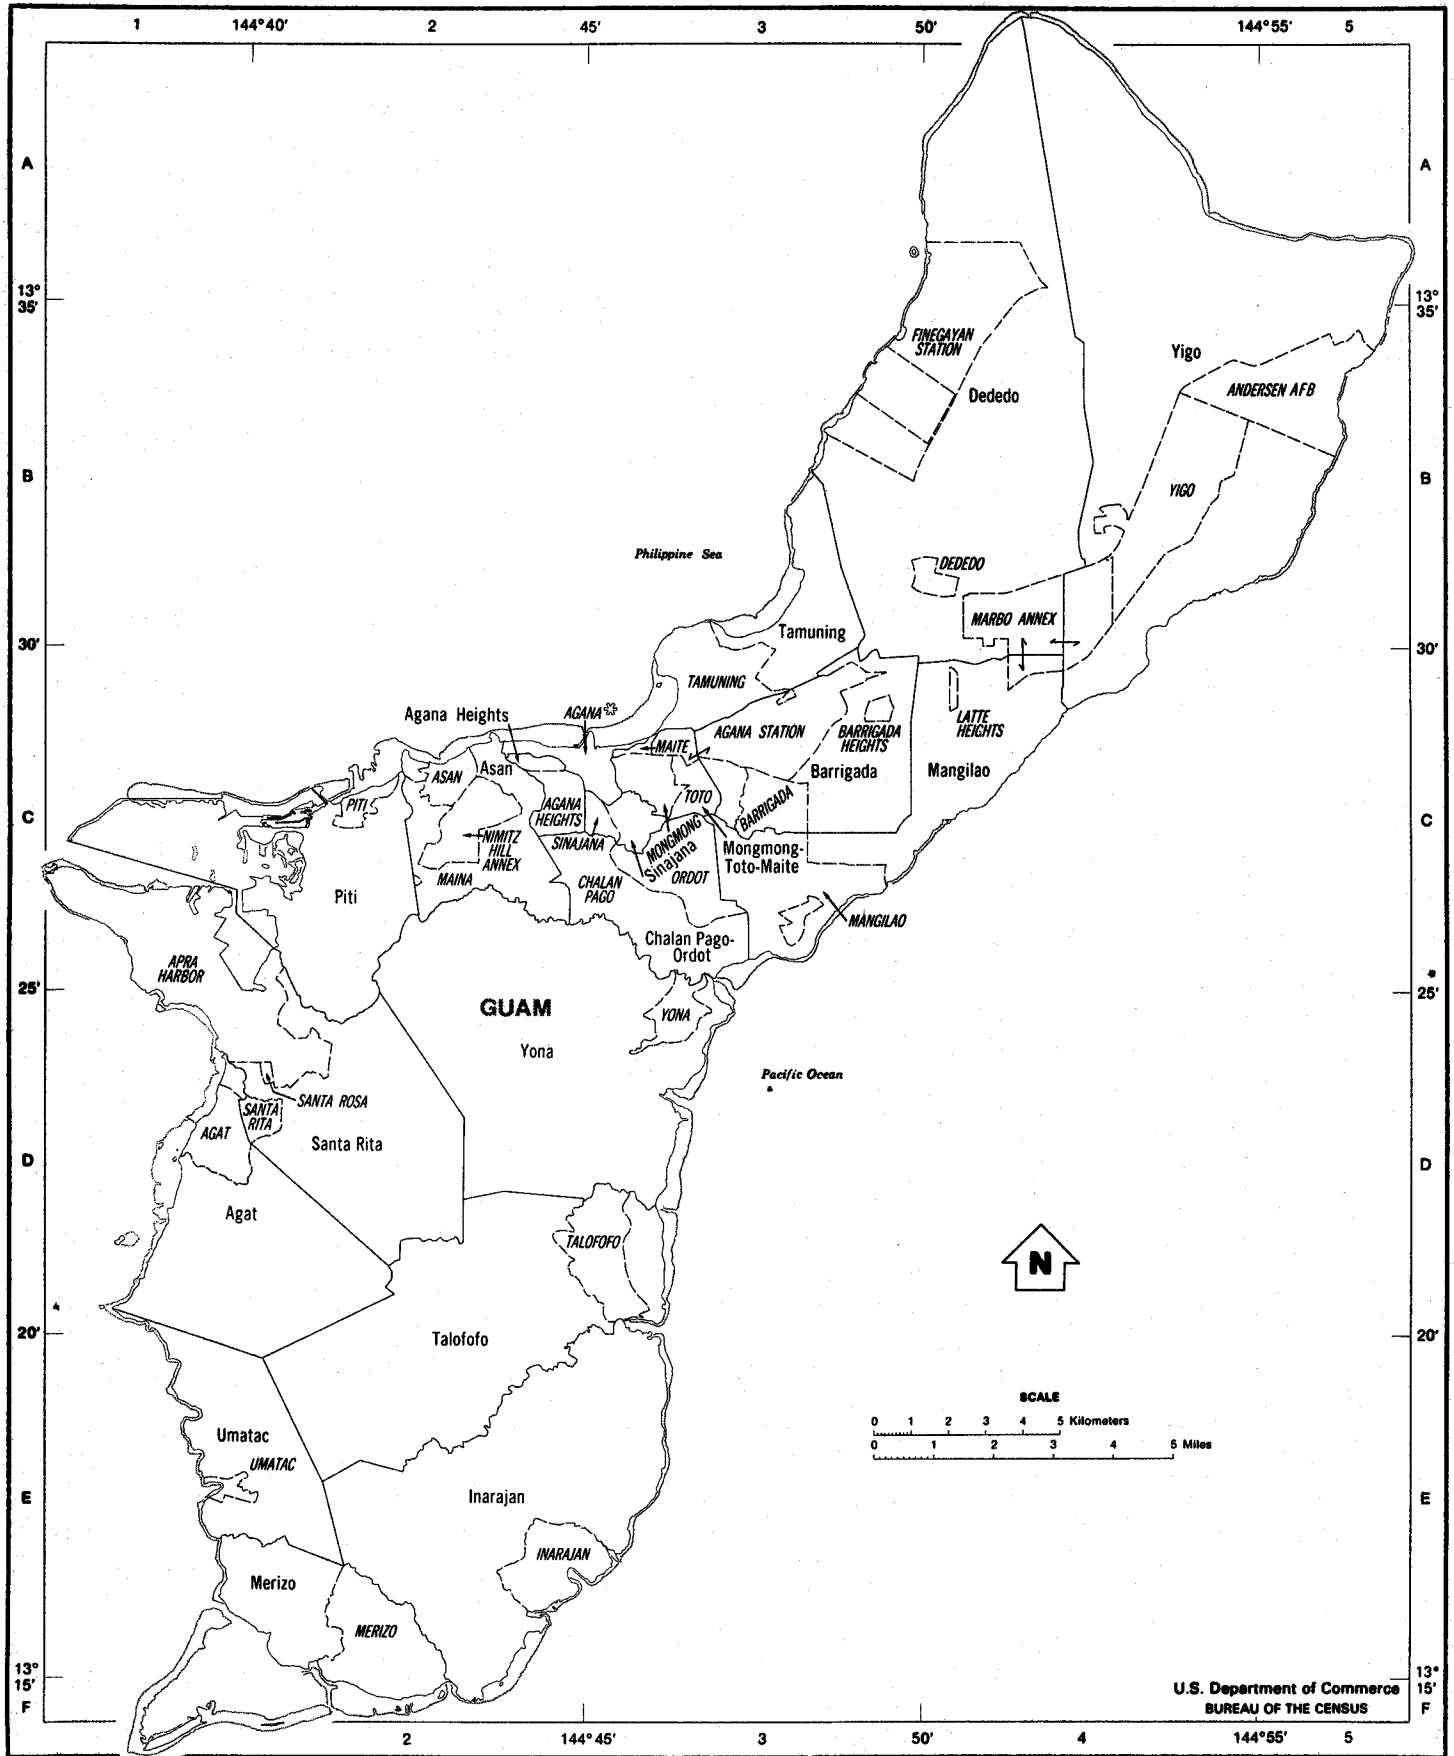 1 144°40' 2 45' 3 50' 144°55' 5
A A
13°
35'
13°
35'
FINEGAYAN
STATION
Yigo
ANDERSEN AFB
Dededo
B B
YIGO
Philippine Sea
DEDEDO
MARBO ANNEX
30' 30'
Tamuning
TAMUNING
Agana Heights
AGANA*
AGANA STATION
LATTE
HEIGHTS
BARRIGADA
HEIGHTS
MAITE
Asan
ASAN
Barrigada
Mangilao
PITI
TOTO
AGANA
HEIGHTS
BARRIGADA
C C
NIMITZ
HILL
ANNEX
SINAJANA
MONGMONG
Sinajana
Mongmong-
Toto-Maite
MAINA
CHALAN
PAGO
ORDOT
Piti
MANGILAO
Chalan Pago-
Ordot
APRA
HARBOR
*
25' 25'
GUAM
YONA
Yona
Pacific Ocean
SANTA ROSA
SANTA
RITA
AGAT
Santa Rita
D D
Agat
TALOFOFO
N
20' 20'
Talofofo
SCALE
0 1 2 3 4 5 Kilometers
0 1 2 3 4 5 Miles
Umatac
UMATAC
E E
Inarajan
INARAJAN
Merizo
MERIZO
13°
15'
13°
15'
U.S. Department of Commerce
BUREAU OF THE CENSUS
F F
2 144°45' 3 50' 4 144°55' 5